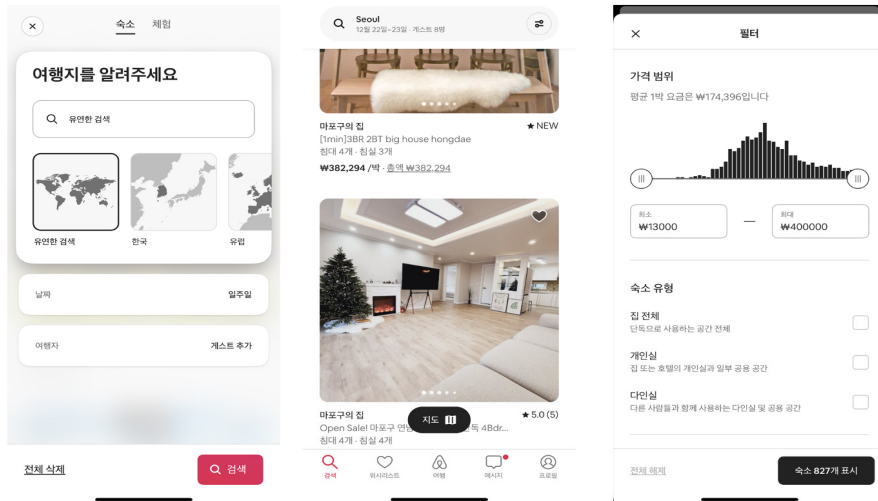 숙소 체험
여행지를 알려주세요
유연한 검색
유연한 검색 한국 유럽
날짜 일주일
여행자 게스트 추가
전체 삭제 검색
Seoul
12월 22일~23일 · 게스트 8명
마포구의 집 ★ NEW
[1min]3BR 2BT big house hongdae
침대 4개 · 침실 3개
₩382,294 /박 · 총액 ₩382,294
마포구의 집 ★ 5.0 (5)
Open Sale! 마포구 연 독 4Bdr...
침대 4개 · 침실 4개
지도
검색 위시리스트 여행 메시지 프로필
필터
가격 범위
평균 1박 요금은 ₩174,396입니다
최소
₩13000
—
최대
₩400000
숙소 유형
집 전체
단독으로 사용하는 공간 전체
개인실
집 또는 호텔의 개인실과 일부 공용 공간
다인실
다른 사람들과 함께 사용하는 다인실 및 공용 공간
전체 해제 숙소 827개 표시